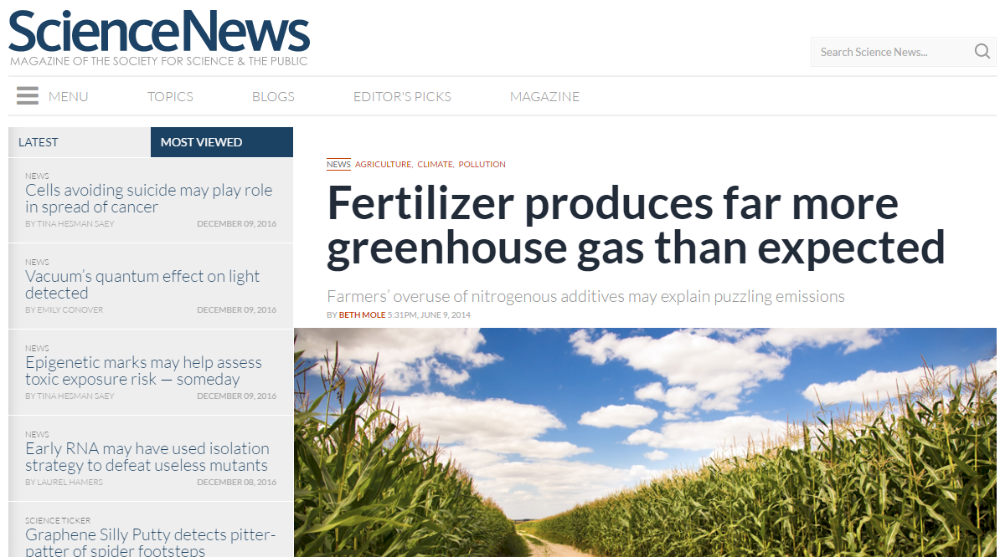 ScienceNews
MAGAZINE OF THE SOCIETY FOR SCIENCE & THE PUBLIC
Search Science News...
MENU
TOPICS
BLOGS
EDITOR'S PICKS
MAGAZINE
LATEST
MOST VIEWED
NEWS
Cells avoiding suicide may play role
in spread of cancer
BY TINA HESMAN SAEY
DECEMBER 09, 2016
NEWS
Vacuum’s quantum effect on light
detected
BY EMILY CONOVER
DECEMBER 09, 2016
NEWS
Epigenetic marks may help assess
toxic exposure risk — someday
BY TINA HESMAN SAEY
DECEMBER 09, 2016
NEWS
Early RNA may have used isolation
strategy to defeat useless mutants
BY LAUREL HAMERS
DECEMBER 08, 2016
SCIENCE TICKER
Graphene Silly Putty detects pitter-
patter of spider footsteps
NEWS AGRICULTURE, CLIMATE, POLLUTION
Fertilizer produces far more
greenhouse gas than expected
Farmers’ overuse of nitrogenous additives may explain puzzling emissions
BY BETH MOLE 5:31PM, JUNE 9, 2014